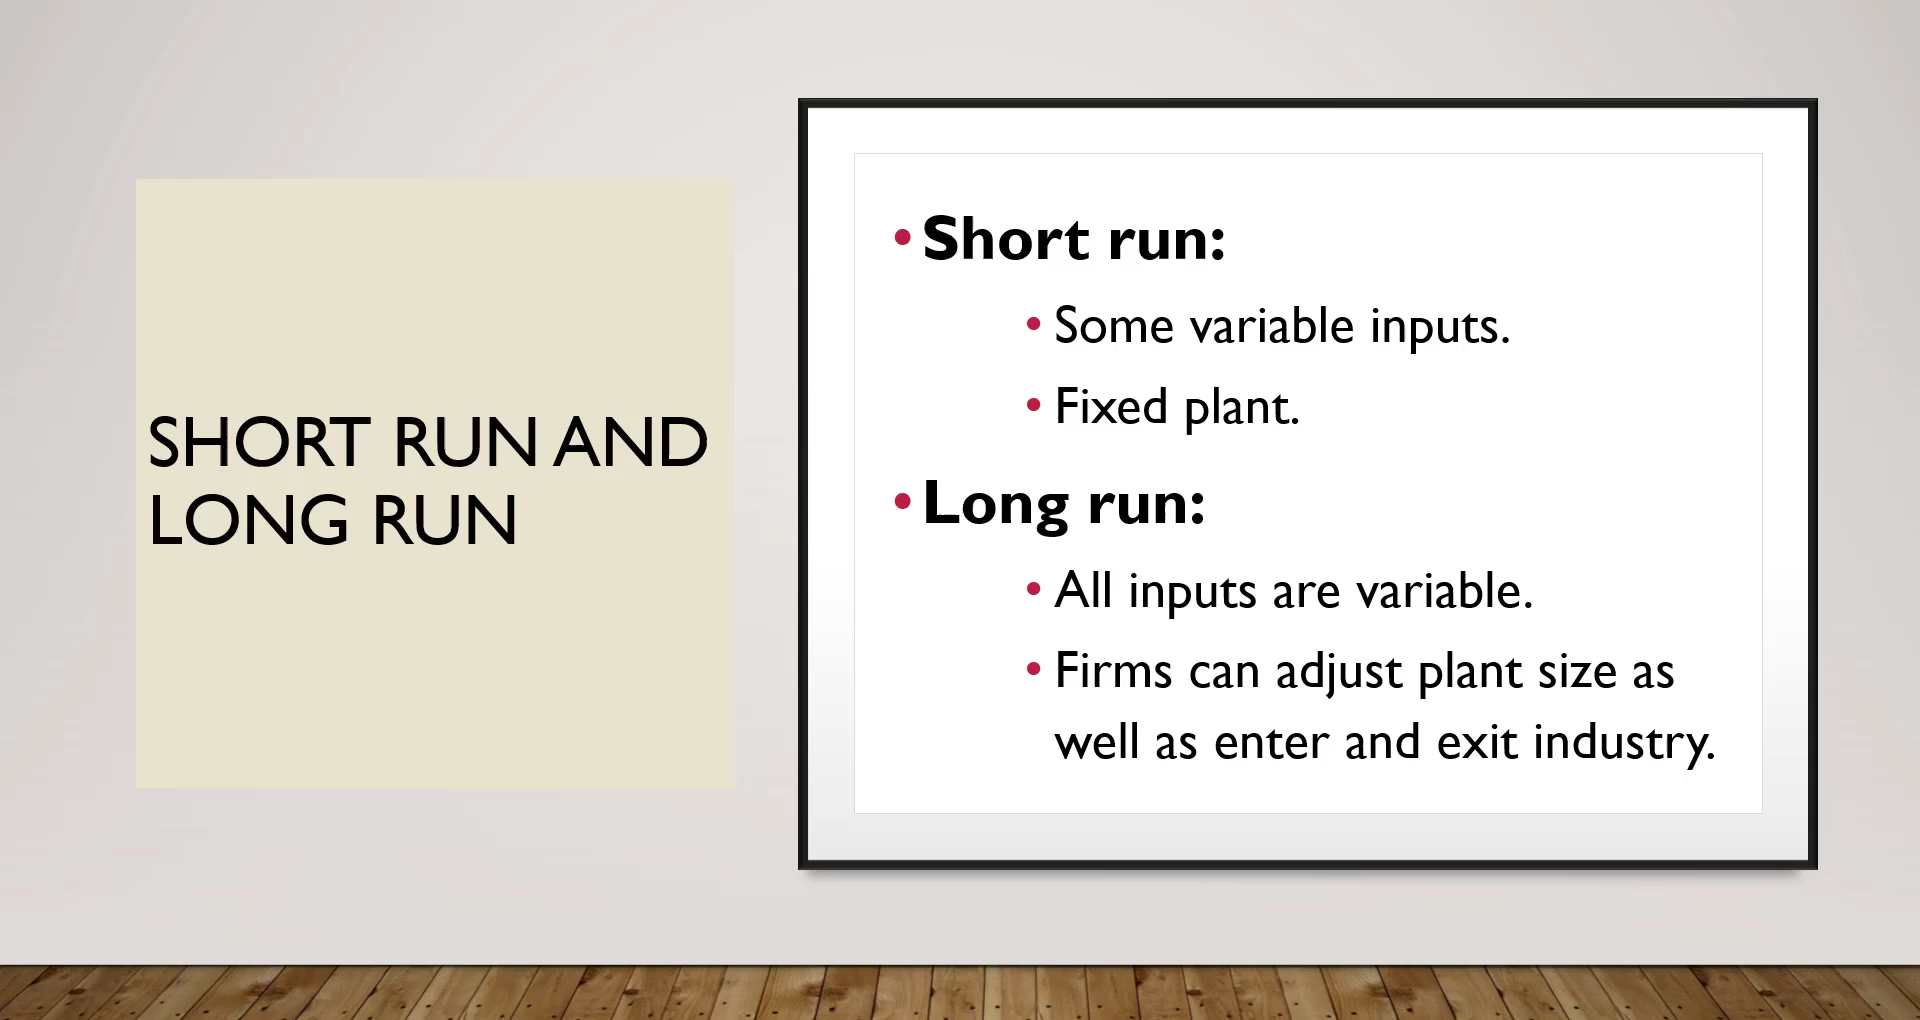 SHORT RUN AND
LONG RUN
• Short run:
• Some variable inputs.
• Fixed plant.
• Long run:
• All inputs are variable.
• Firms can adjust plant size as
well as enter and exit industry.